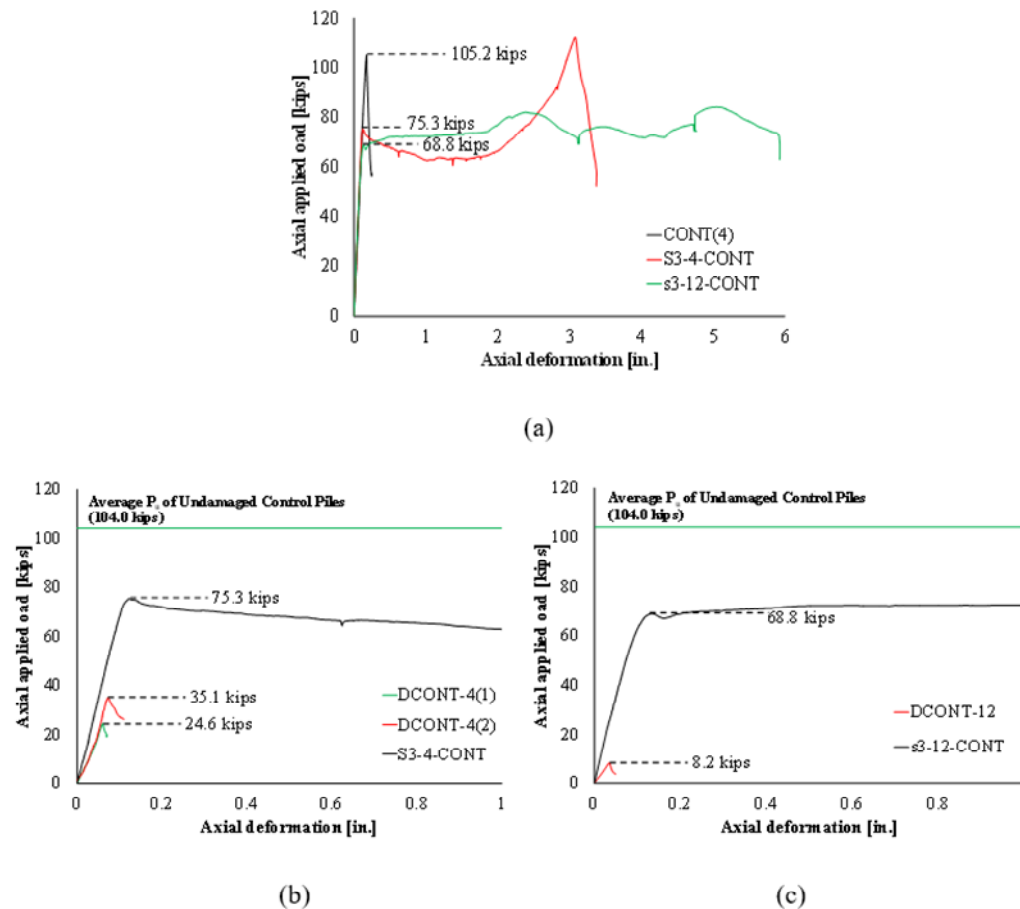 120
100
80
60
40
20
0
Axial applied oad [kips]
105.2 kips
75.3 kips
68.8 kips
CONT(4)
S3-4-CONT
s3-12-CONT
0 1 2 3 4 5 6
Axial deformation [in.]
(a)
120
100
80
60
40
20
0
Axial applied oad [kips]
Average P of Undamaged Control Piles
(104.0 kips)
75.3 kips
35.1 kips
24.6 kips
DCONT-4(1)
DCONT-4(2)
S3-4-CONT
0 0.2 0.4 0.6 0.8 1
Axial deformation [in.]
(b)
120
100
80
60
40
20
0
Axial applied oad [kips]
Average P of Undamaged Control Piles
(104.0 kips)
68.8 kips
8.2 kips
DCONT-12
s3-12-CONT
0 0.2 0.4 0.6 0.8
Axial deformation [in.]
(c)